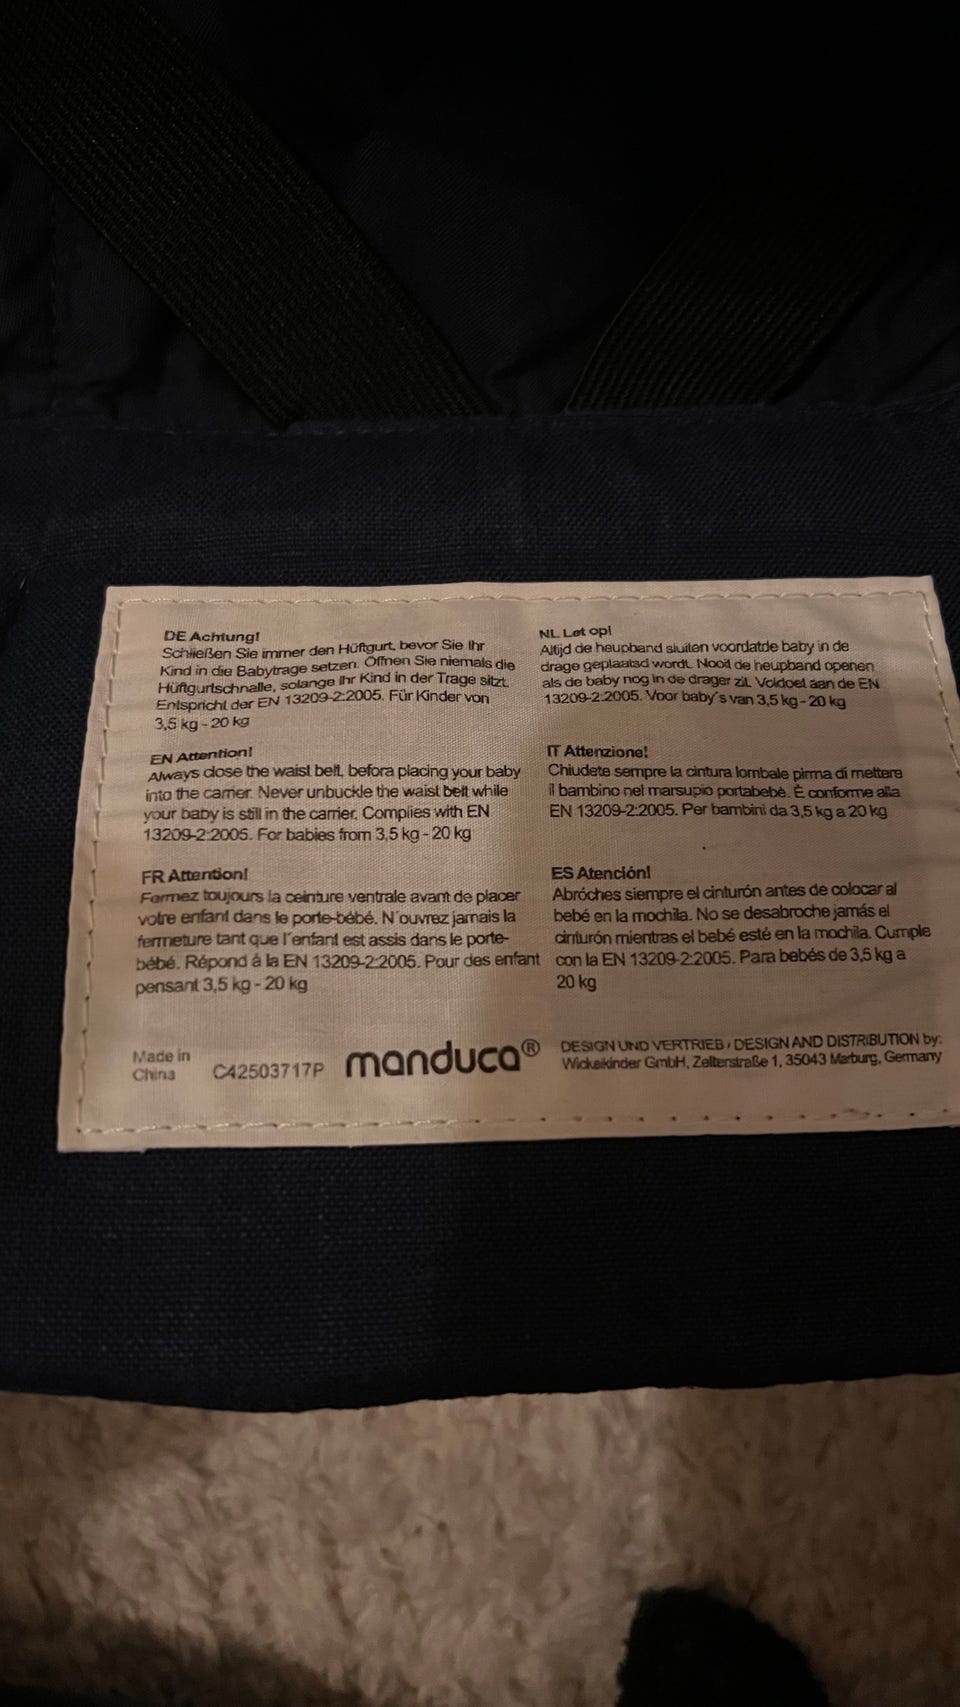 DE Achtung!
Schließen Sie immer den Hüftgurt, bevor Sie Ihr
Kind in die Babytrage setzen. Öffnen Sie niemals die
Hüftgurtschnalle, solange Ihr Kind in der Trage sitzt.
Entspricht der EN 13209-2:2005. Für Kinder von
3,5 kg - 20 kg
EN Attention!
Always close the waist belt, befora placing your baby
into the carrier. Never unbuckle the waist belt while
your baby is still in the carrier. Complies with EN
13209-2:2005. For babies from 3,5 kg - 20 kg
FR Attention!
Fermez toujours la ceinture ventrale avant de placer
votre enfant dans le porte-bébé. N´ouvrez jamais la
fermeture tant que l´enfant est assis dans le porte-
bébé. Répond à la EN 13209-2:2005. Pour des enfant
pensant 3,5 kg - 20 kg
NL Let op!
Altijd de heupband sluiten voordatde baby in de
drage geplaatsd wordt. Nooit de heupband openen
als de baby nog in de drager zit. Voldoet aan de EN
13209-2:2005. Voor baby´s van 3,5 kg - 20 kg
IT Attenzione!
Chiudete sempre la cintura lombale pirma di mettere
il bambino nel marsupio portabebè. È conforme alla
EN 13209-2:2005. Per bambini da 3,5 kg a 20 kg
ES Atención!
Abróches siempre el cinturón antes de colocar al
bebé en la mochila. No se desabroche jamás el
cinturón mientras el bebé esté en la mochila. Cumple
con la EN 13209-2:2005. Para bebés de 3,5 kg a
20 kg
Made in
China
C42503717P
manduca®
DESIGN UND VERTRIEB / DESIGN AND DISTRIBUTION by:
Wickelkinder GmbH, Zeiterstraße 1, 35043 Marburg, Germany